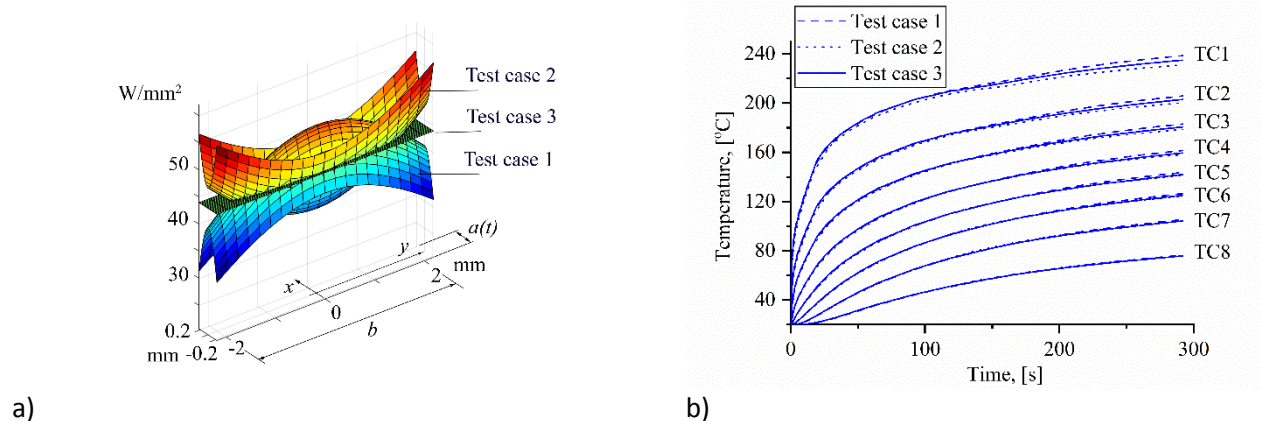 W/mm²
50
40
30
0.2
mm
-0.2
-2
0
2
mm
x
y
a(t)
b
Test case 2
Test case 3
Test case 1
a)
Test case 1
Test case 2
Test case 3
240
200
160
120
80
40
Temperature, [°C]
TC1
TC2
TC3
TC4
TC5
TC6
TC7
TC8
0
100
200
300
Time, [s]
b)